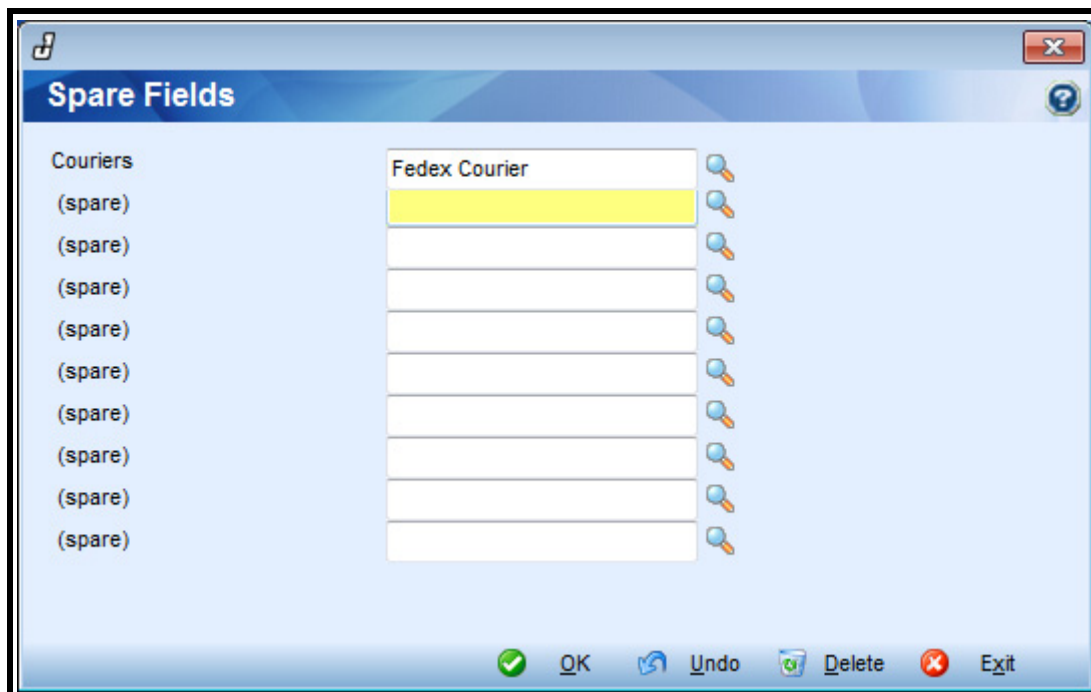 Spare Fields
Couriers Fedex Courier
(spare)
(spare)
(spare)
(spare)
(spare)
(spare)
(spare)
(spare)
(spare)
OK Undo Delete Exit